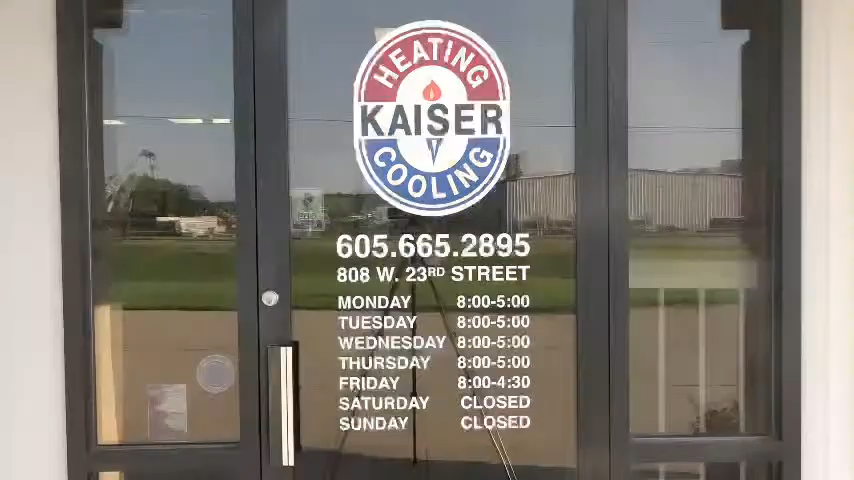 HEATING
KAISER
COOLING
605.665.2895
808 W. 23RD STREET
MONDAY 8:00-5:00
TUESDAY 8:00-5:00
WEDNESDAY 8:00-5:00
THURSDAY 8:00-5:00
FRIDAY 8:00-4:30
SATURDAY CLOSED
SUNDAY CLOSED